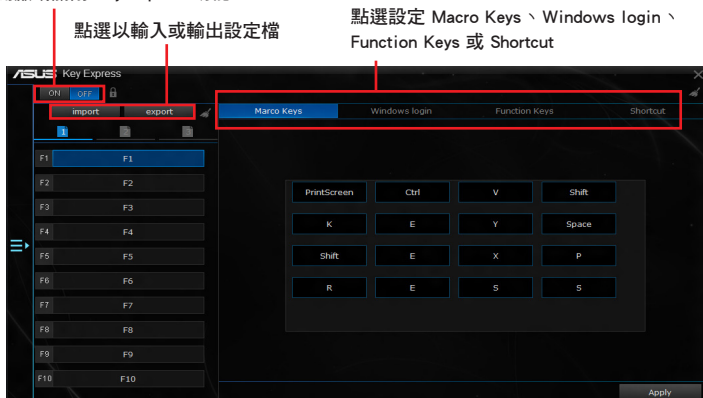 點選以輸入或輸出設定檔
點選設定 Macro Keys、Windows login、
Function Keys 或 Shortcut
ASUS Key Express
ON OFF
import export
Marco Keys Windows login Function Keys Shortcut
1 2 3
F1 F1
F2 F2
F3 F3
F4 F4
F5 F5
F6 F6
F7 F7
F8 F8
F9 F9
F10 F10
PrintScreen Ctrl V Shift
K E Y Space
Shift E X P
R E S S
Apply